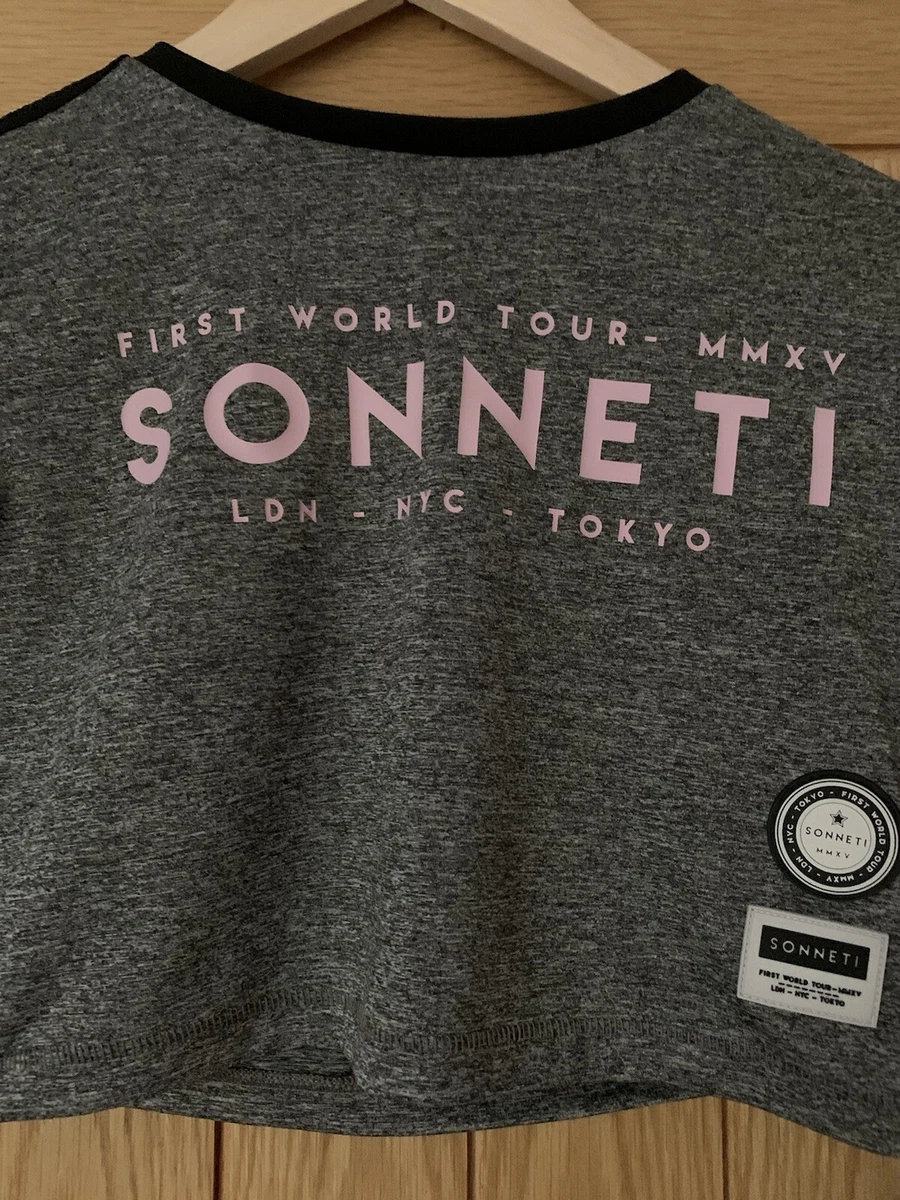 FIRST WORLD TOUR- MMXV
SONNETI
LDN - NYC - TOKYO
LDN - NYC - TOKYO - FIRST WORLD TOUR - MMXV -
SONNETI
MMXV
SONNETI
FIRST WORLD TOUR-MMXV
LDN - NYC - TOKYO